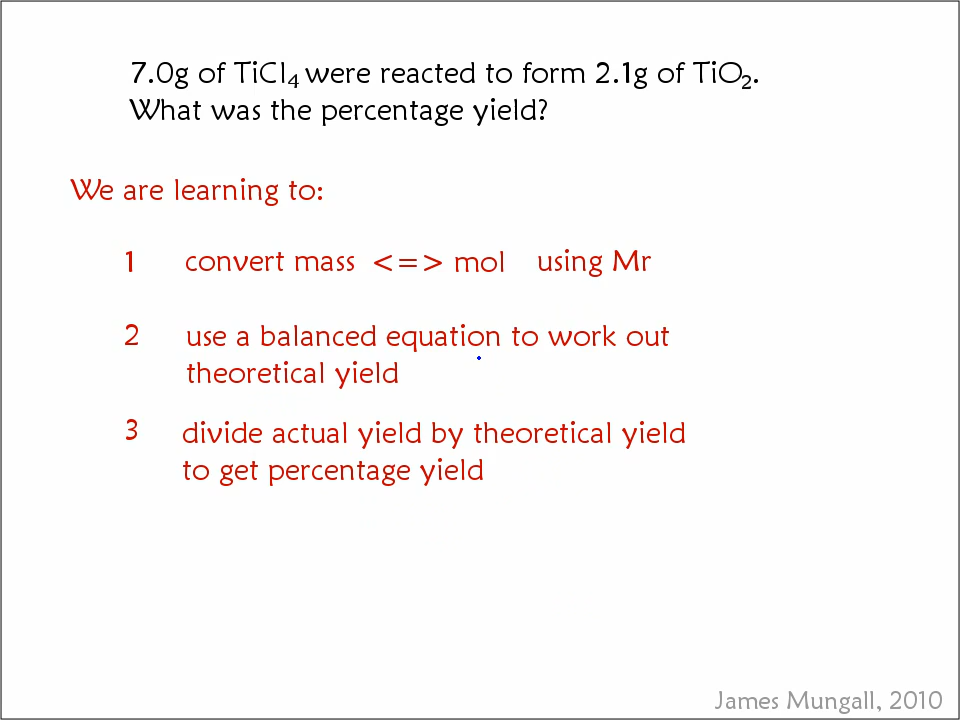 7.0g of TiCl₄ were reacted to form 2.1g of TiO₂.
What was the percentage yield?
We are learning to:
1 convert mass <=> mol using Mr
2 use a balanced equation to work out
theoretical yield
3 divide actual yield by theoretical yield
to get percentage yield
James Mungall, 2010